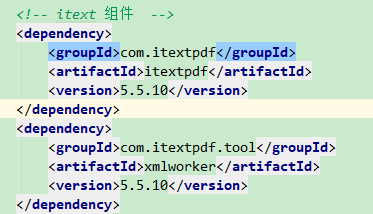 <!-- itext 组件  -->
<dependency>
    <groupId>com.itextpdf</groupId>
    <artifactId>itextpdf</artifactId>
    <version>5.5.10</version>
</dependency>
<dependency>
    <groupId>com.itextpdf.tool</groupId>
    <artifactId>xmlworker</artifactId>
    <version>5.5.10</version>
</dependency>